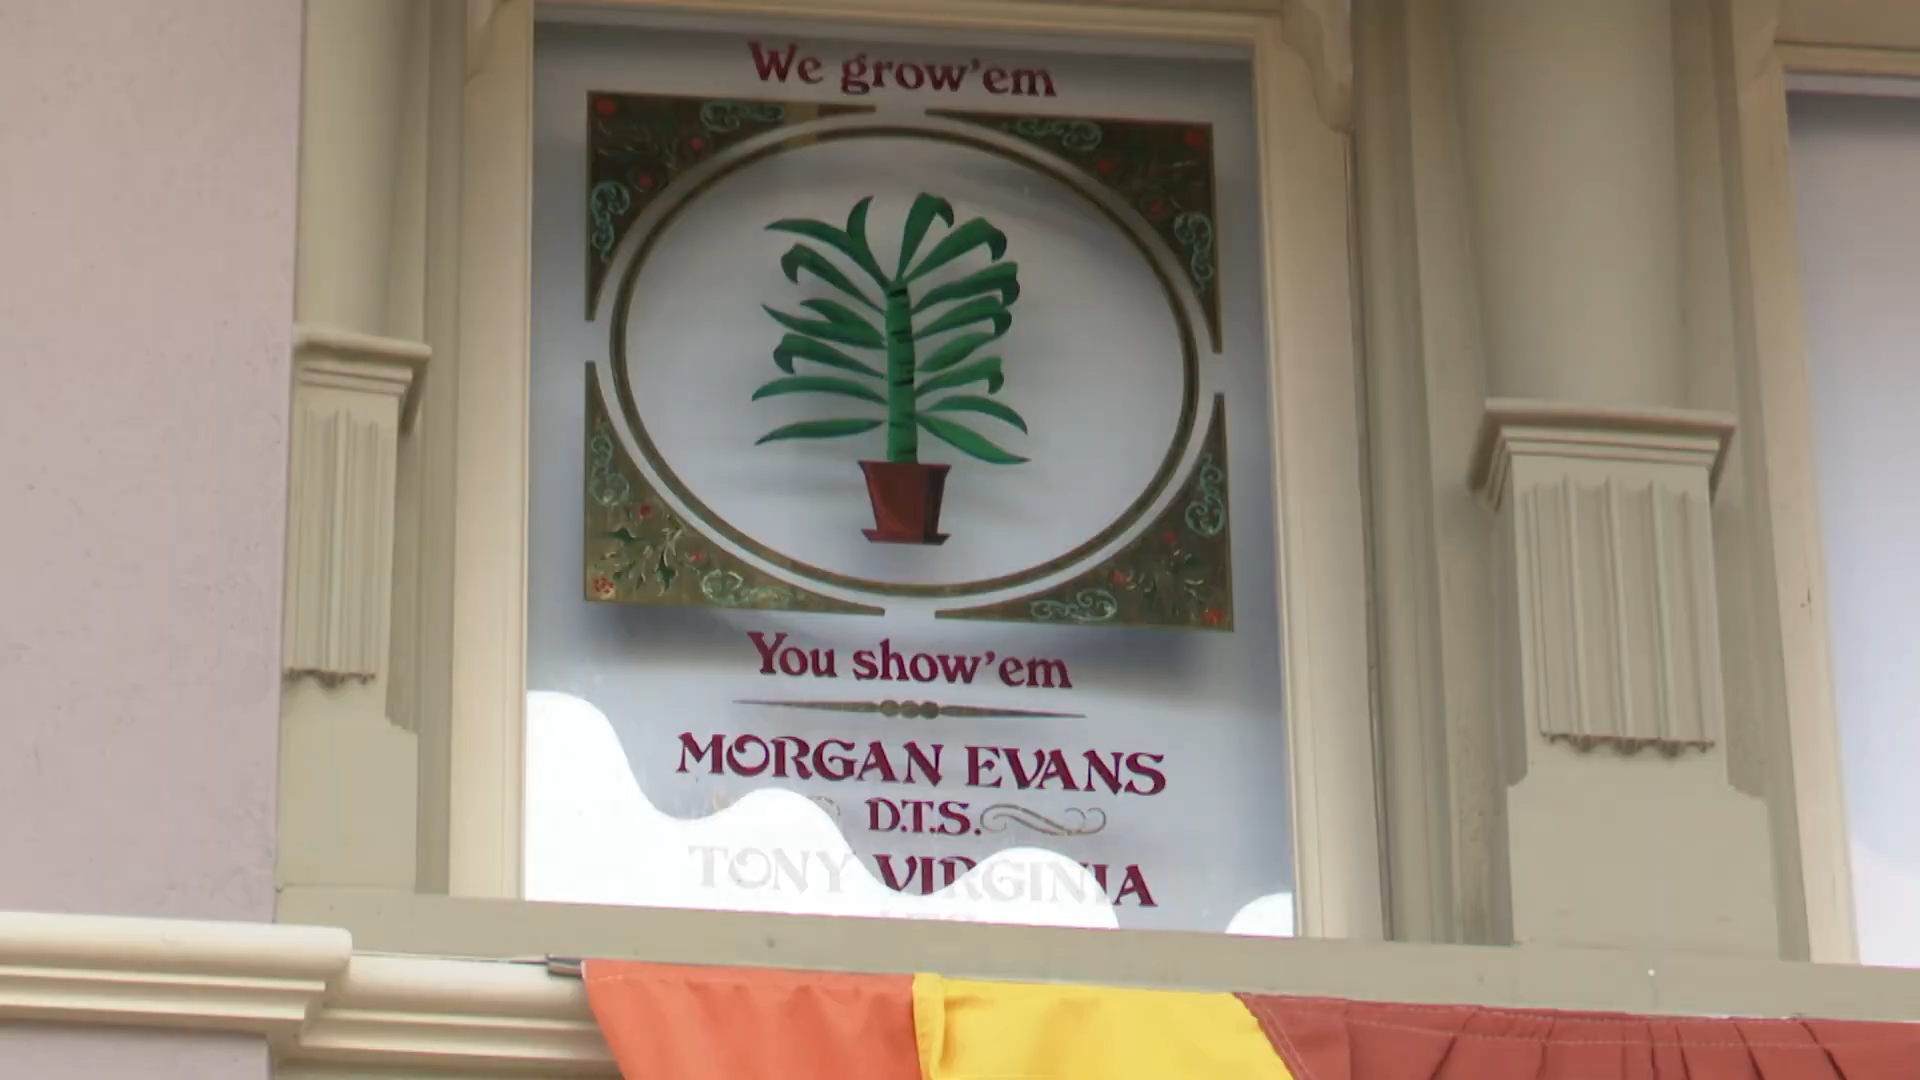 We grow'em
You show'em
MORGAN EVANS
D.T.S.
TONY VIRGINIA